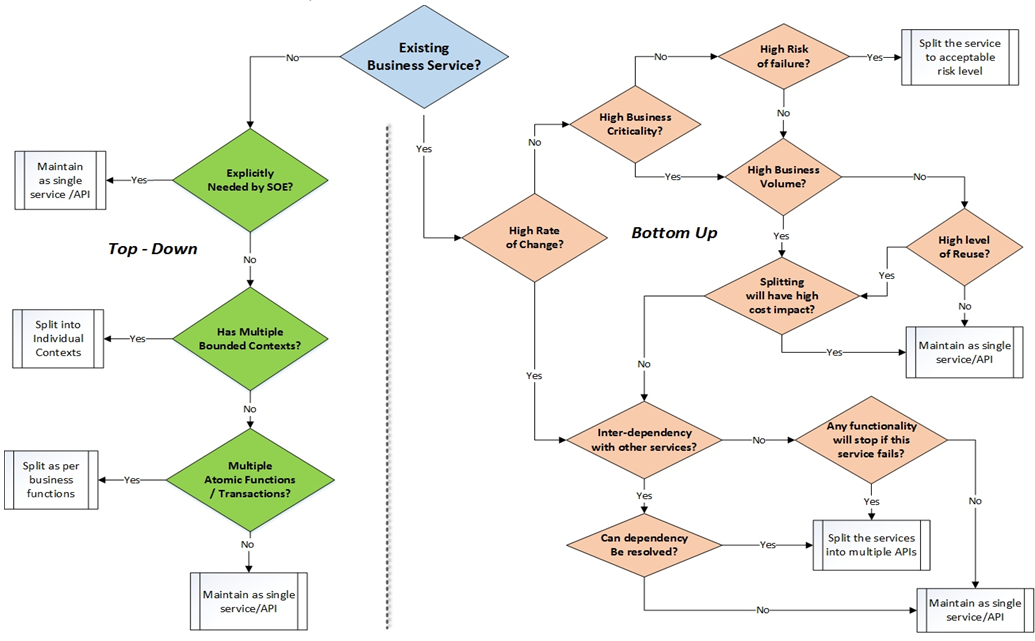 Existing
Business Service?
No
Yes
Explicitly
Needed by SOE?
Yes
Maintain
as single
service /API
Top - Down
No
Has Multiple
Bounded Contexts?
Yes
Split into
Individual
Contexts
No
Multiple
Atomic Functions
/ Transactions?
Yes
Split as per
business
functions
No
Maintain as single
service/API
High Rate
of Change?
No
Yes
High Business
Criticality?
No
Yes
High Risk
of failure?
Yes
Split the service
to acceptable
risk level
No
High Business
Volume?
No
Yes
Bottom Up
High level
of Reuse?
Yes
No
Splitting
will have high
cost impact?
Yes
Maintain as single
service/API
No
Inter-dependency
with other services?
No
Any functionality
will stop if this
service fails?
Yes
No
Yes
Can dependency
Be resolved?
Yes
Split the services
into multiple APIs
No
Maintain as single
service/API